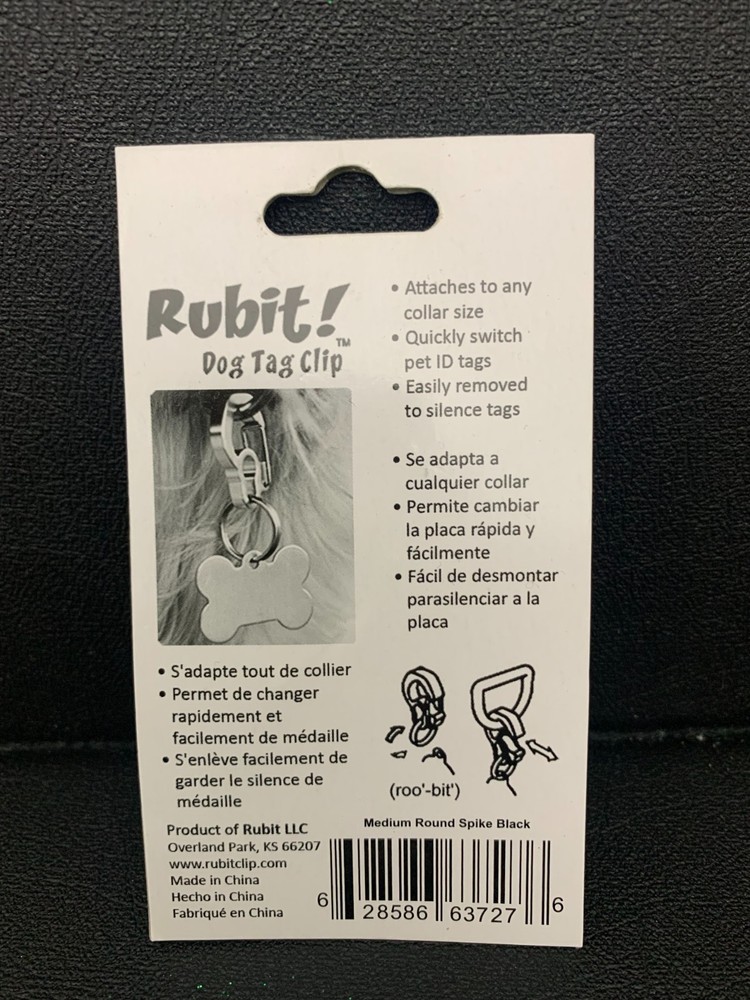 Rubit!™
Dog Tag Clip
• Attaches to any
collar size
• Quickly switch
pet ID tags
• Easily removed
to silence tags
• Se adapta a
cualquier collar
• Permite cambiar
la placa rápida y
fácilmente
• Fácil de desmontar
parasilenciar a la
placa
• S'adapte tout de collier
• Permet de changer
rapidement et
facilement de médaille
• S'enlève facilement de
garder le silence de
médaille
(roo'-bit')
Product of Rubit LLC
Overland Park, KS 66207
www.rubitclip.com
Made in China
Hecho in China
Fabriqué en China
Medium Round Spike Black
6 28586 63727 6